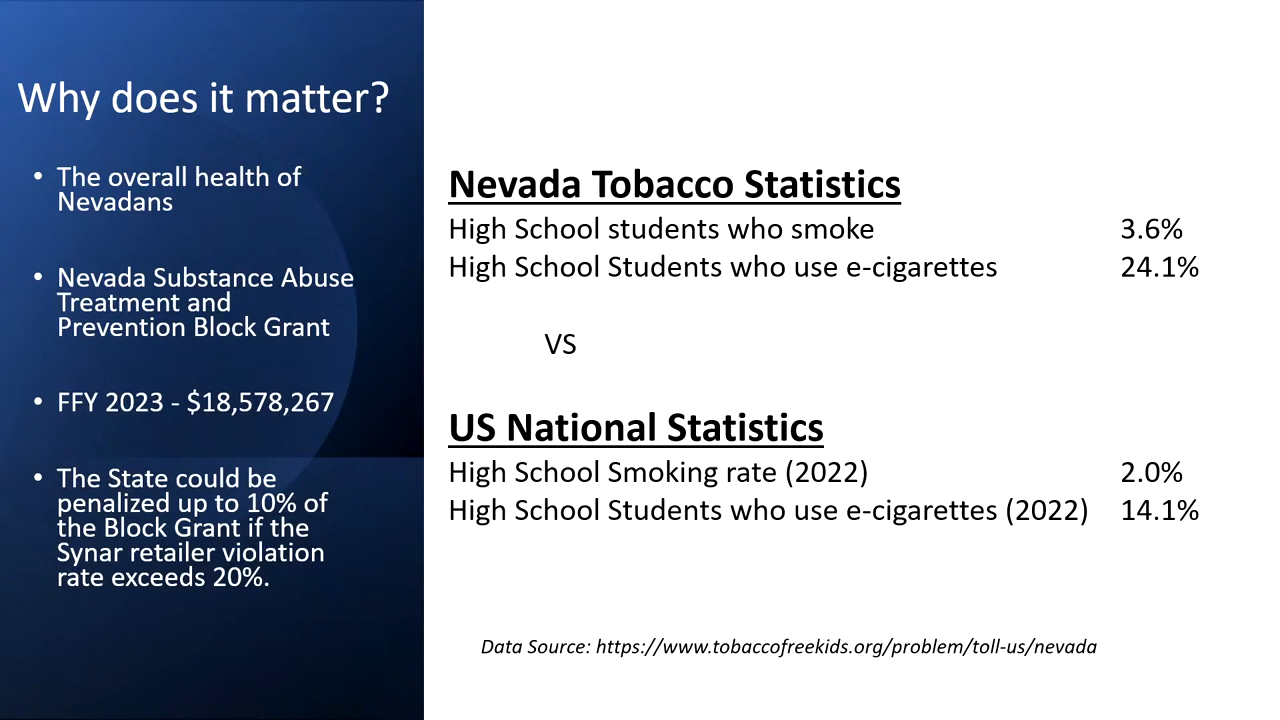 Why does it matter?
• The overall health of
Nevadans
• Nevada Substance Abuse
Treatment and
Prevention Block Grant
• FFY 2023 - $18,578,267
• The State could be
penalized up to 10% of
the Block Grant if the
Synar retailer violation
rate exceeds 20%.
Nevada Tobacco Statistics
High School students who smoke 3.6%
High School Students who use e-cigarettes 24.1%
VS
US National Statistics
High School Smoking rate (2022) 2.0%
High School Students who use e-cigarettes (2022) 14.1%
Data Source: https://www.tobaccofreekids.org/problem/toll-us/nevada